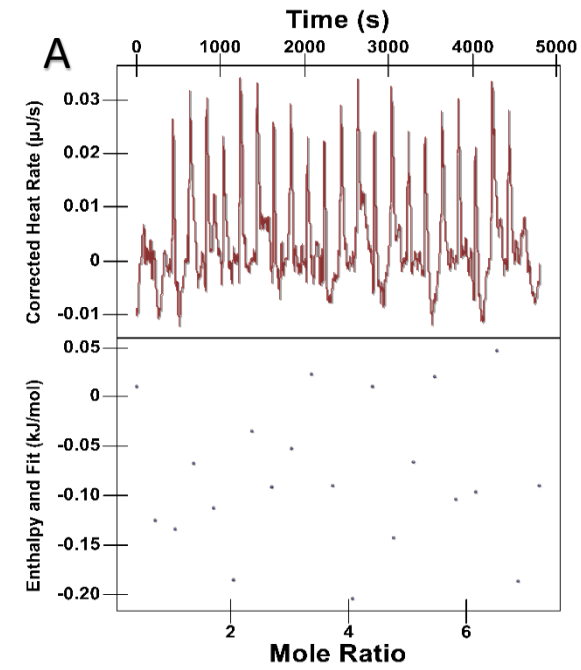 A
Time (s)
0 1000 2000 3000 4000 5000
Corrected Heat Rate (µJ/s)
0.03
0.02
0.01
0
-0.01
Enthalpy and Fit (kJ/mol)
0.05
0
-0.05
-0.10
-0.15
-0.20
2 4 6
Mole Ratio